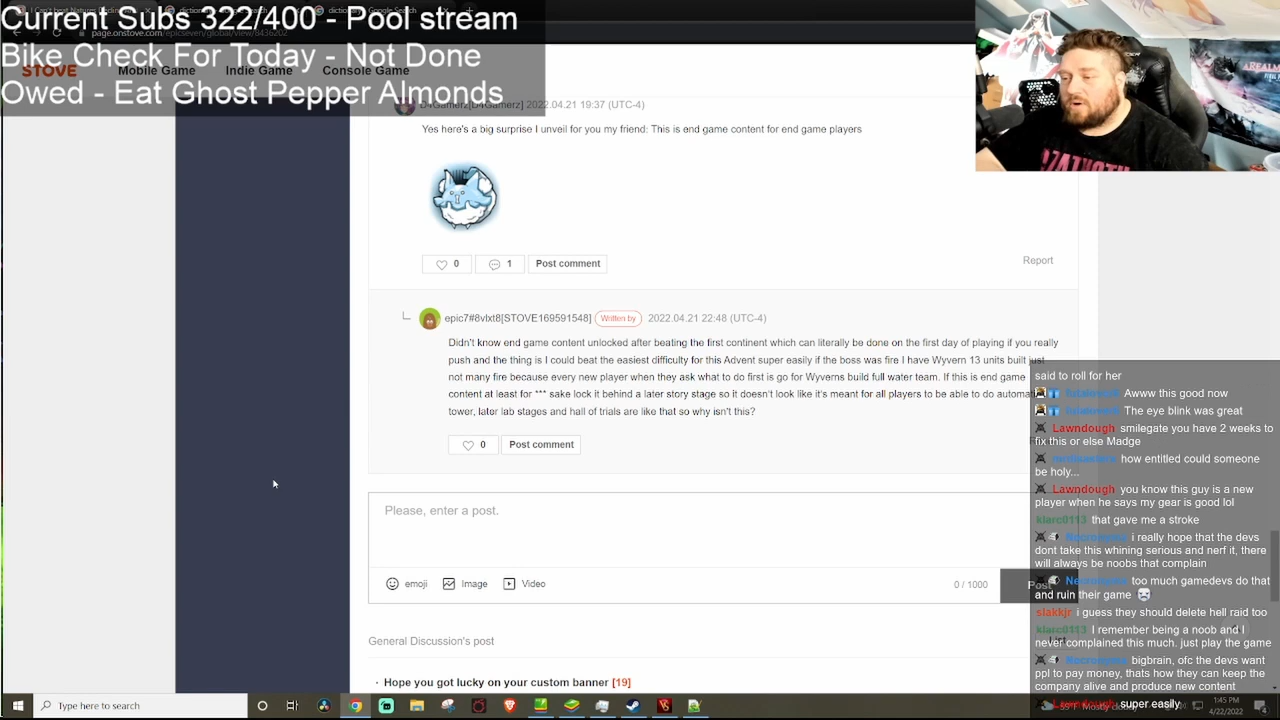 Current Subs 322/400 - Pool stream
Bike Check For Today - Not Done
Owed - Eat Ghost Pepper Almonds
page.onstove.com/epicseven/global/view/8436202
STOVE Mobile Game Indie Game Console Game
D4Gamerz[D4Gamerz] 2022.04.21 19:37 (UTC-4)
Yes here's a big surprise I unveil for you my friend: This is end game content for end game players
0 1 Post comment Report
epic7#8vlxt8[STOVE169591548] Written by 2022.04.21 22:48 (UTC-4)
Didn't know end game content unlocked after beating the first continent which can literally be done on the first day of playing if you really
push and the thing is I could beat the easiest difficulty for this Advent super easily if the boss was fire I have Wyvern 13 units built just
not many fire because every new player when they ask what to do first is go for Wyverns build full water team. If this is end game
content at least for *** sake lock it behind a later story stage so it doesn't look like it's meant for all players to be able to do
tower, later lab stages and hall of trials are like that so why isn't this?
0 Post comment
Please, enter a post.
emoji Image Video 0 / 1000 Post
General Discussion's post
· Hope you got lucky on your custom banner [19]
said to roll for her
Awww this good now
The eye blink was great
Lawndough smilegate you have 2 weeks to
fix this or else Madge
how entitled could someone
be holy...
Lawndough you know this guy is a new
player when he says my gear is good lol
klarc0113 that gave me a stroke
i really hope that the devs
dont take this whining serious and nerf it, there
will always be noobs that complain
too much gamedevs do that
and ruin their game
slakkjr i guess they should delete hell raid too
klarc0113 I remember being a noob and I
never complained this much. just play the game
bigbrain, ofc the devs want
ppl to pay money, thats how they can keep the
company alive and produce new content
Lawndough super easily
Type here to search
1:45 PM
4/22/2022